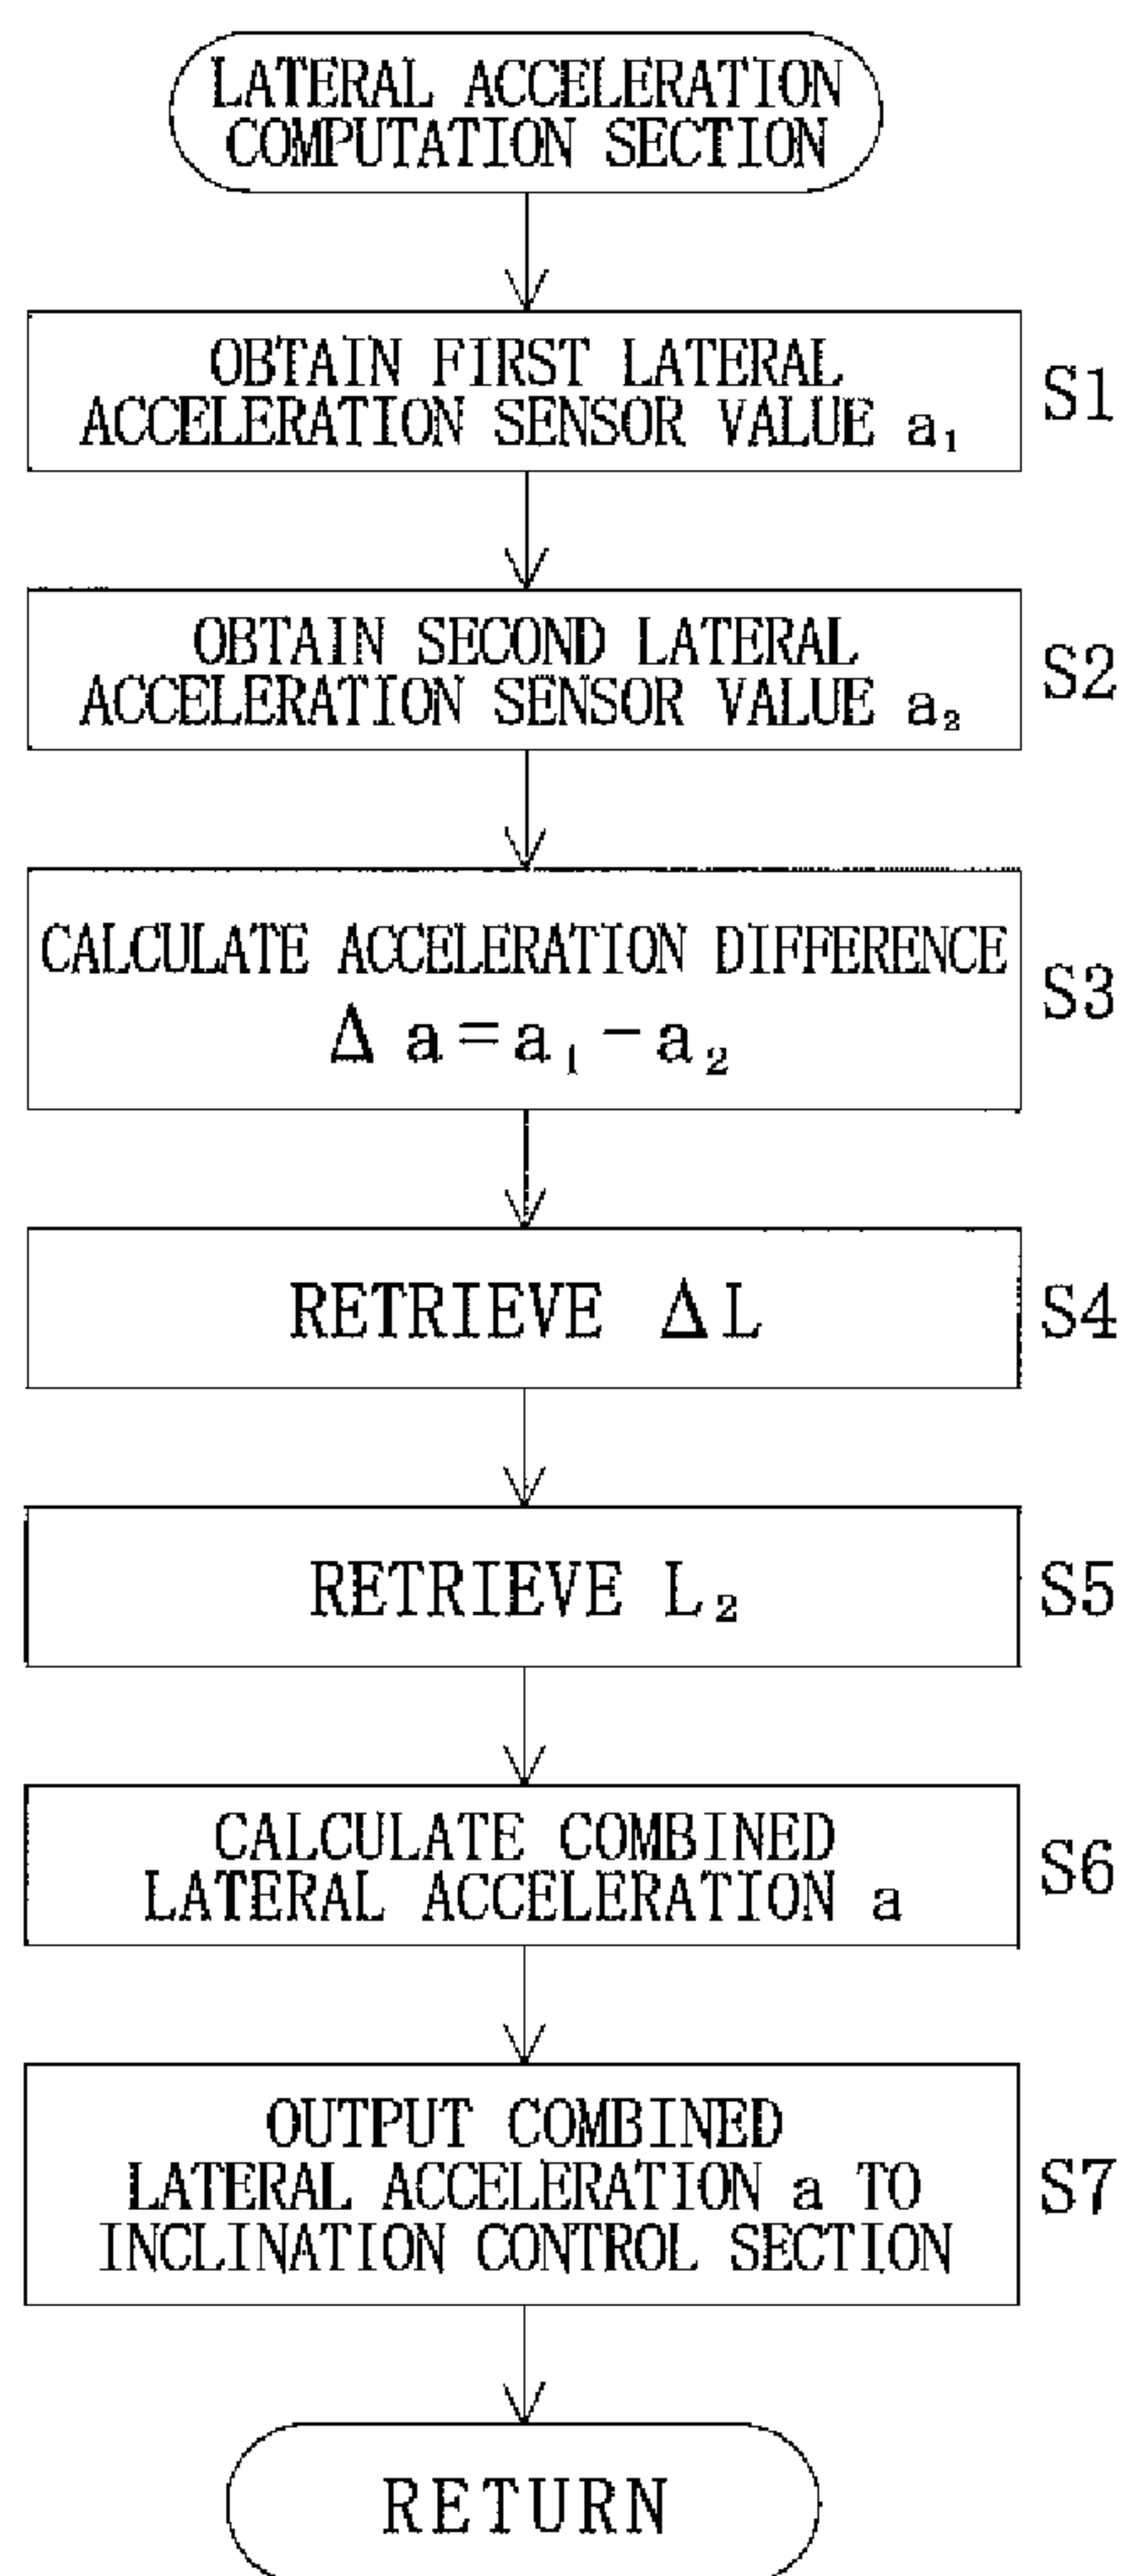 LATERAL ACCELERATION
COMPUTATION SECTION
OBTAIN FIRST LATERAL
ACCELERATION SENSOR VALUE a₁
S1
OBTAIN SECOND LATERAL
ACCELERATION SENSOR VALUE a₂
S2
CALCULATE ACCELERATION DIFFERENCE
Δa=a₁-a₂
S3
RETRIEVE ΔL
S4
RETRIEVE L₂
S5
CALCULATE COMBINED
LATERAL ACCELERATION a
S6
OUTPUT COMBINED
LATERAL ACCELERATION a TO
INCLINATION CONTROL SECTION
S7
RETURN